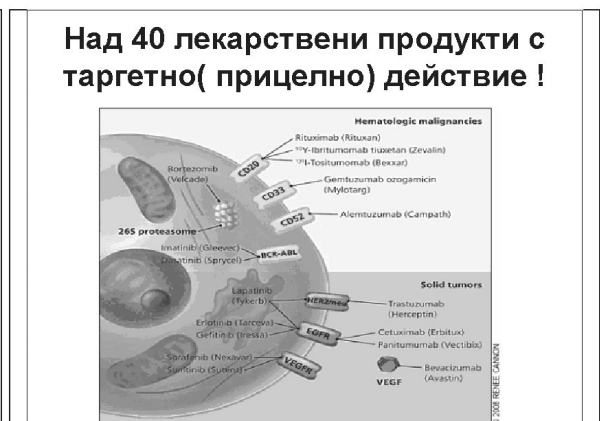 Над 40 лекарствени продукти с
таргетно( прицелно) действие !
Hematologic malignancies
Rituximab (Rituxan)
⁹⁰Y-Ibritumomab tiuxetan (Zevalin)
¹³¹I-Tositumomab (Bexxar)
CD20
Bortezomib
(Velcade)
Gemtuzumab ozogamicin
(Mylotarg)
CD33
CD52
Alemtuzumab (Campath)
26S proteasome
Imatinib (Gleevec)
Dasatinib (Sprycel)
BCR-ABL
Solid tumors
Lapatinib
(Tykerb)
HER2/neu
Trastuzumab
(Herceptin)
Erlotinib (Tarceva)
Gefitinib (Iressa)
EGFR
Cetuximab (Erbitux)
Panitumumab (Vectibix)
Sorafenib (Nexavar)
Sunitinib (Sutent)
VEGFR
VEGF
Bevacizumab
(Avastin)
2008 RENEE CANNON